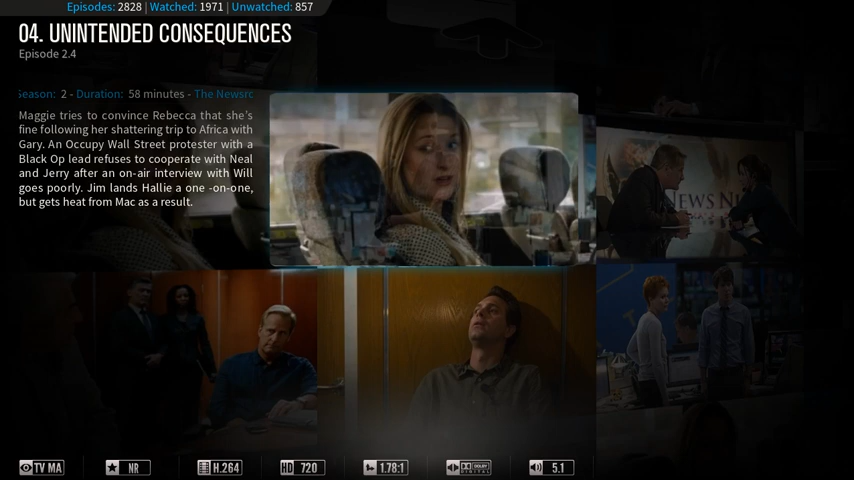 Episodes: 2828 | Watched: 1971 | Unwatched: 857
04. UNINTENDED CONSEQUENCES
Episode 2.4
Season: 2 - Duration: 58 minutes - The Newsro
Maggie tries to convince Rebecca that she's
fine following her shattering trip to Africa with
Gary. An Occupy Wall Street protester with a
Black Op lead refuses to cooperate with Neal
and Jerry after an on-air interview with Will
goes poorly. Jim lands Hallie a one -on-one,
but gets heat from Mac as a result.
NEWS NI
TV MA
NR
H.264
HD 720
1.78:1
DOLBY
DIGITAL
5.1